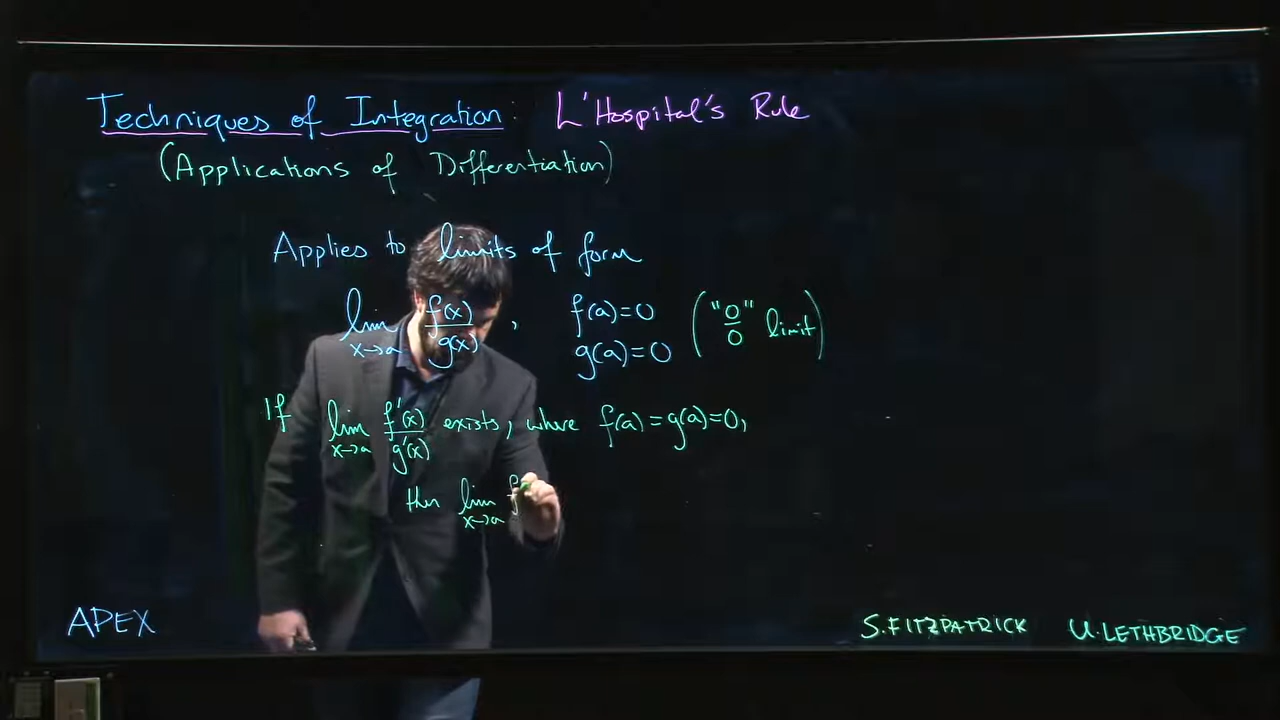 Techniques of Integration: L'Hospital's Rule
(Applications of Differentiation)
Applies to limits of form
lim x→a f(x)/g(x), f(a)=0 g(a)=0 ("0/0" limit)
If lim x→a f'(x)/g'(x) exists, where f(a)=g(a)=0,
then lim x→a f
APEX
S. FITZPATRICK U. LETHBRIDGE